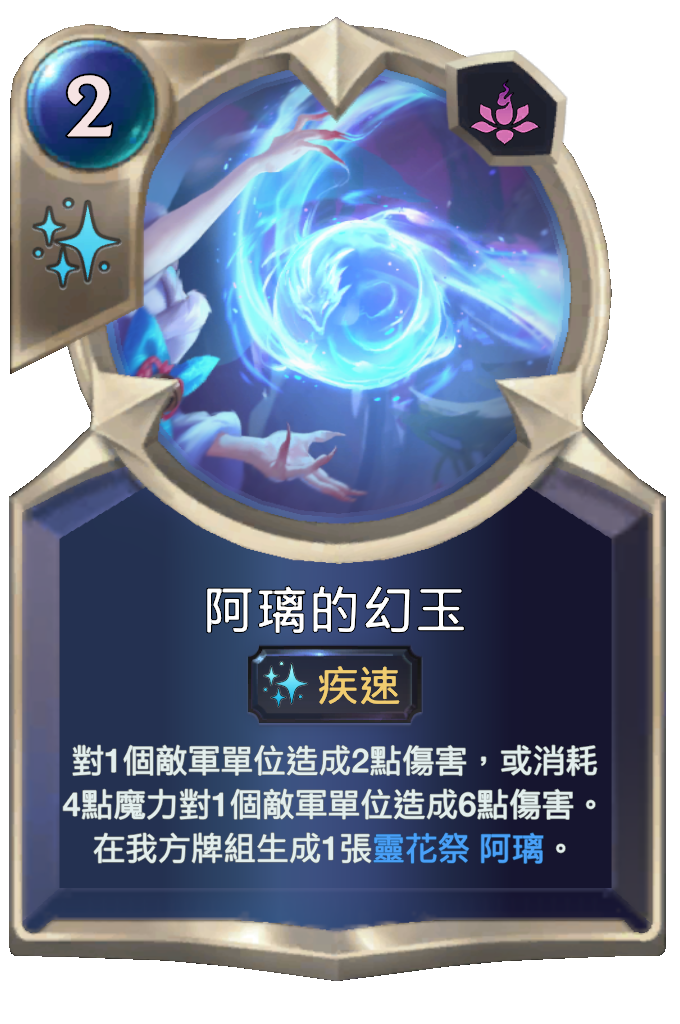 2
阿璃的幻玉
疾速
對1個敵軍單位造成2點傷害，或消耗
4點魔力對1個敵軍單位造成6點傷害。
在我方牌組生成1張靈花祭 阿璃。